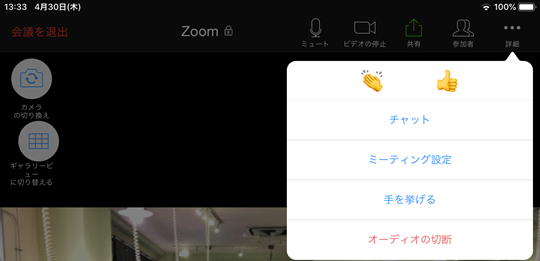 13:33 4月30日(木)
100%
会議を退出
Zoom
ミュート
ビデオの停止
共有
参加者
詳細
カメラ
の切り換え
ギャラリービ
ュー
に切り替える
チャット
ミーティング設定
手を挙げる
オーディオの切断